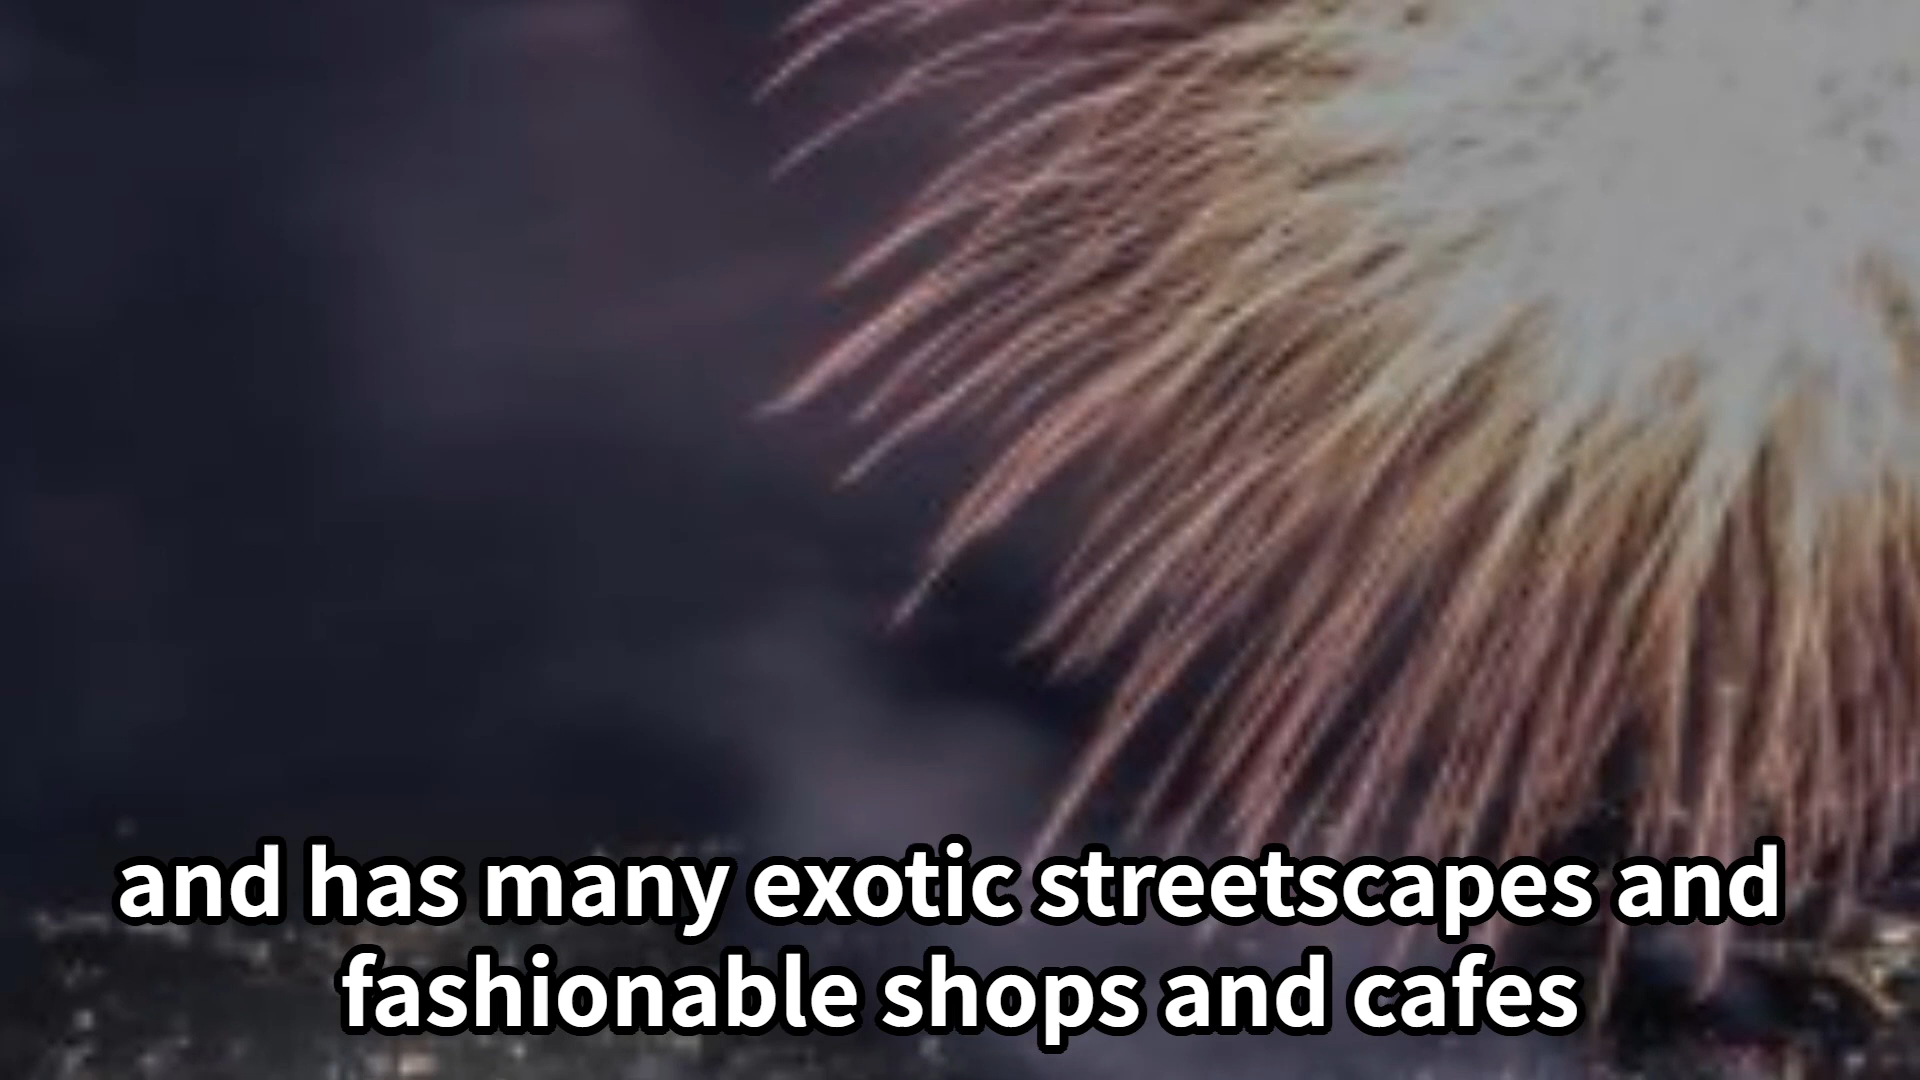 and has many exotic streetscapes and
fashionable shops and cafes